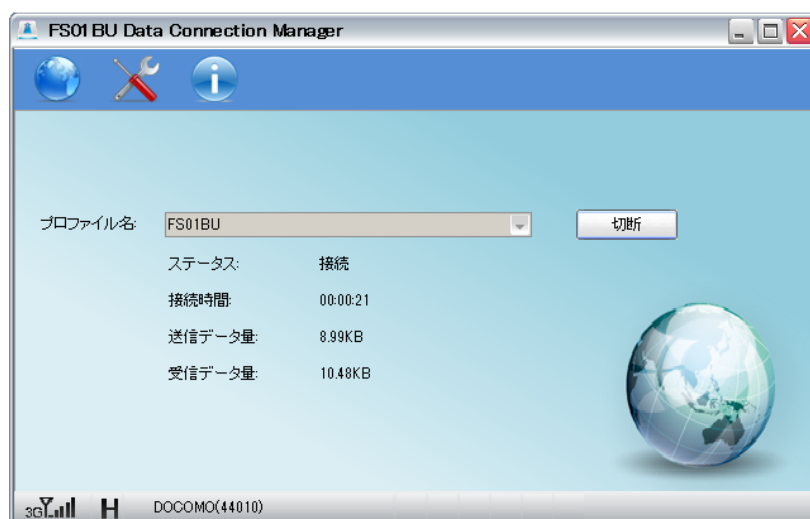 FS01BU Data Connection Manager
プロファイル名: FS01BU 切断
ステータス: 接続
接続時間: 00:00:21
送信データ量: 8.99KB
受信データ量: 10.48KB
3G H DOCOMO(44010)